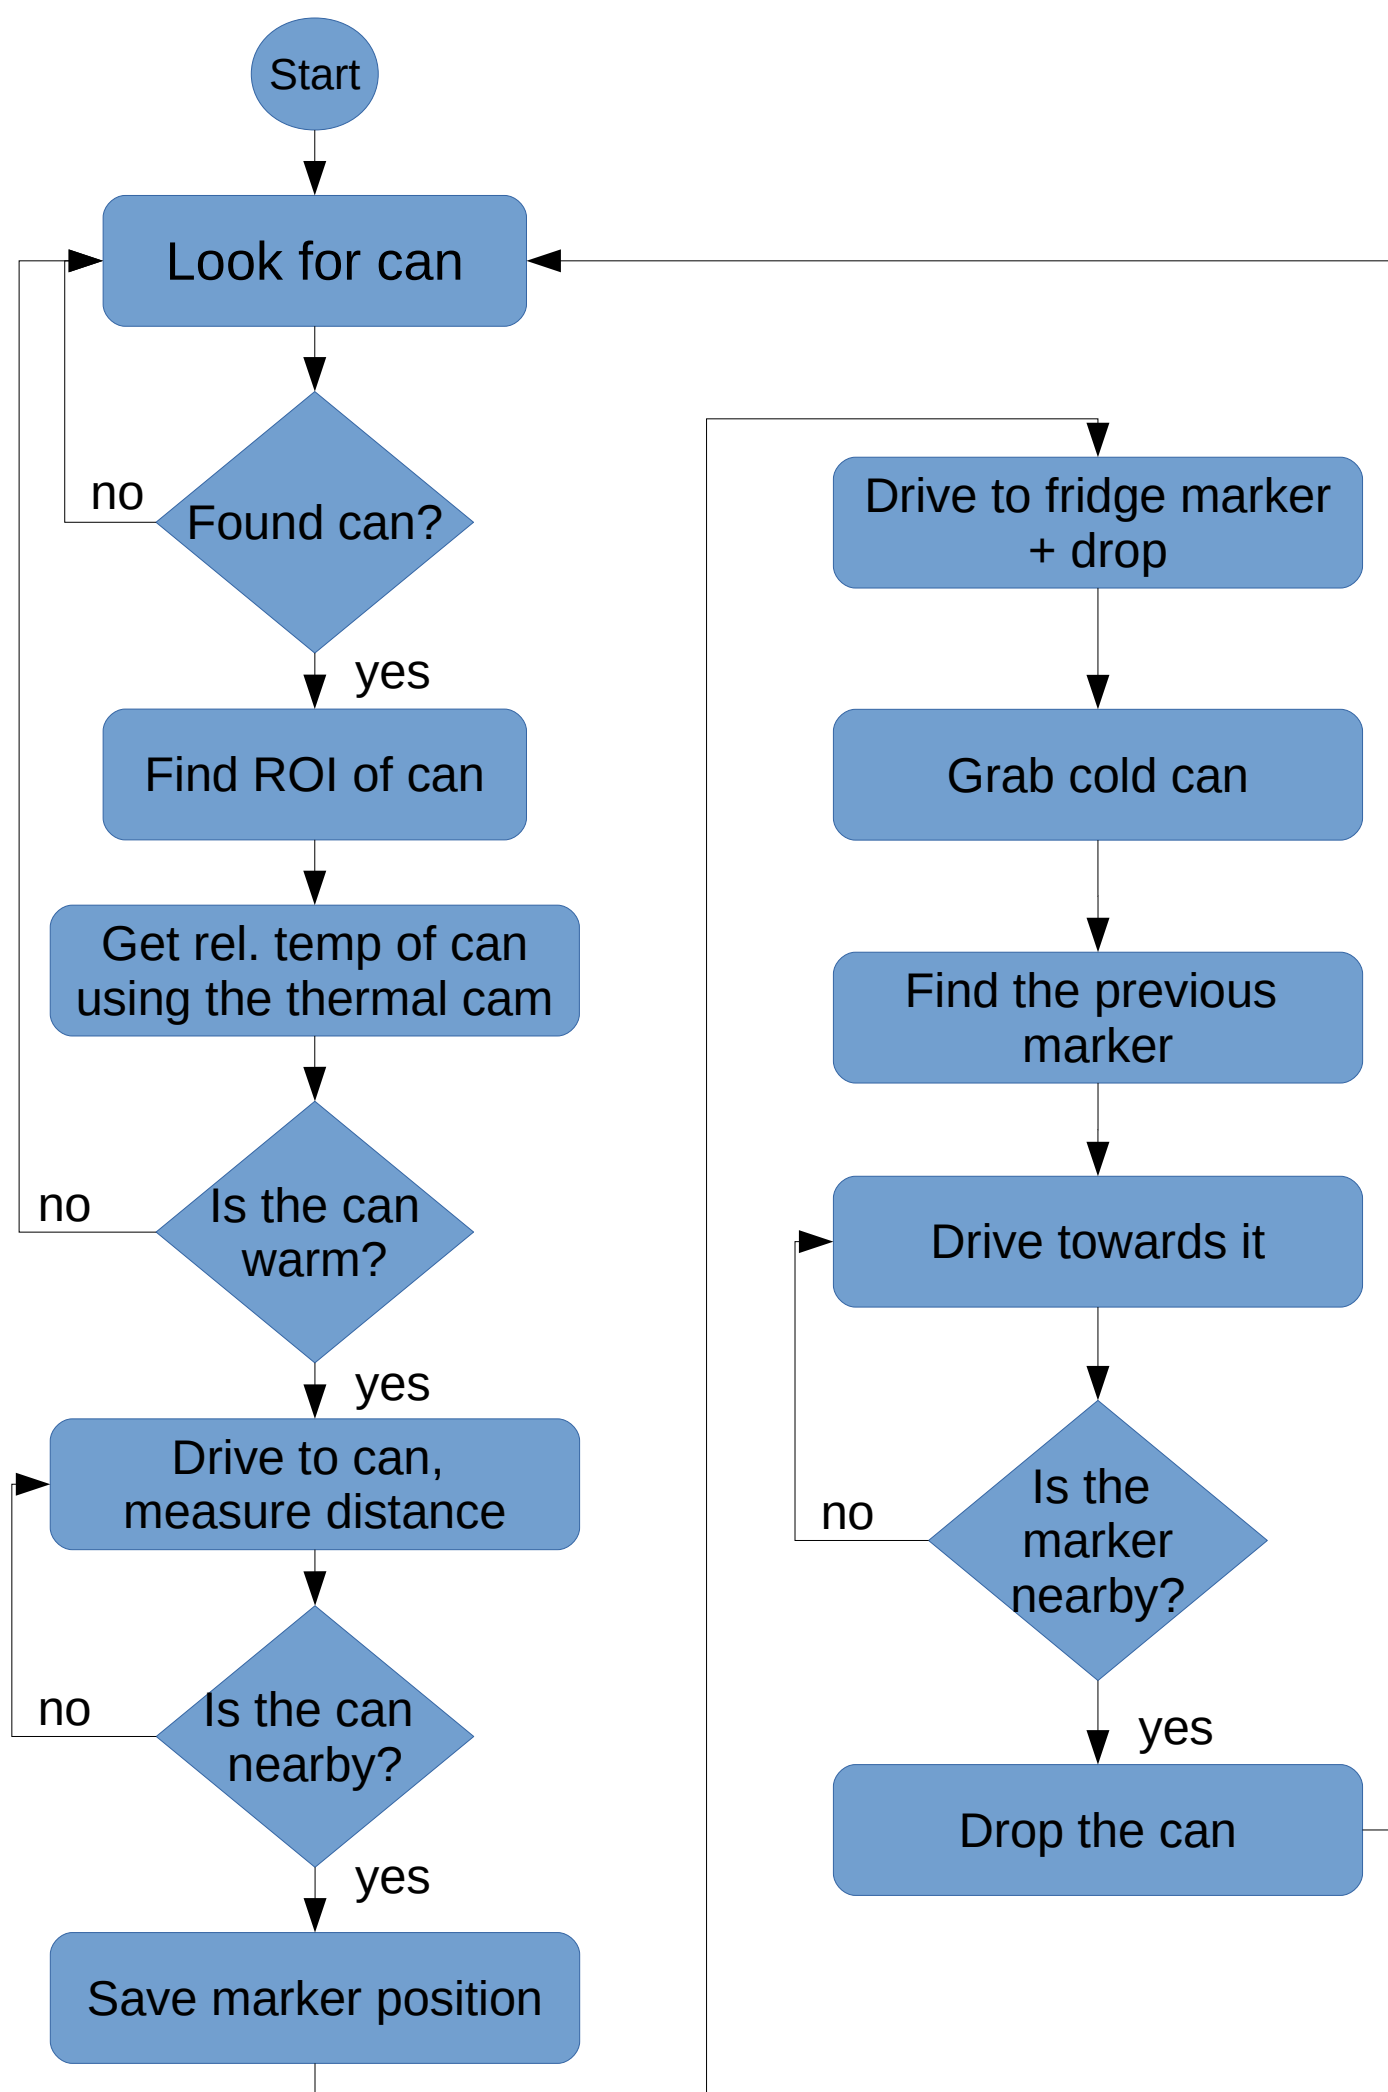 Start
Look for can
no
Found can?
yes
Find ROI of can
Get rel. temp of can
using the thermal cam
no
Is the can
warm?
yes
Drive to can,
measure distance
no
Is the can
nearby?
yes
Save marker position
Drive to fridge marker
+ drop
Grab cold can
Find the previous
marker
Drive towards it
no
Is the
marker
nearby?
yes
Drop the can